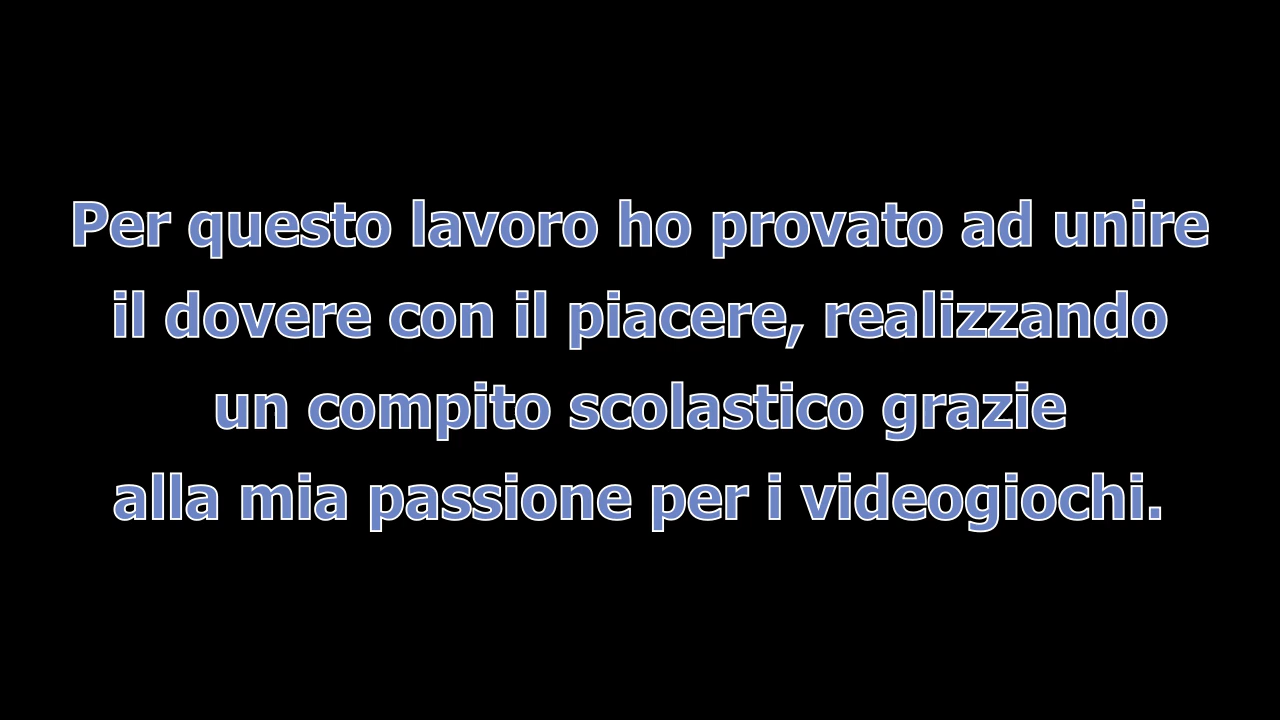 Per questo lavoro ho provato ad unire
il dovere con il piacere, realizzando
un compito scolastico grazie
alla mia passione per i videogiochi.